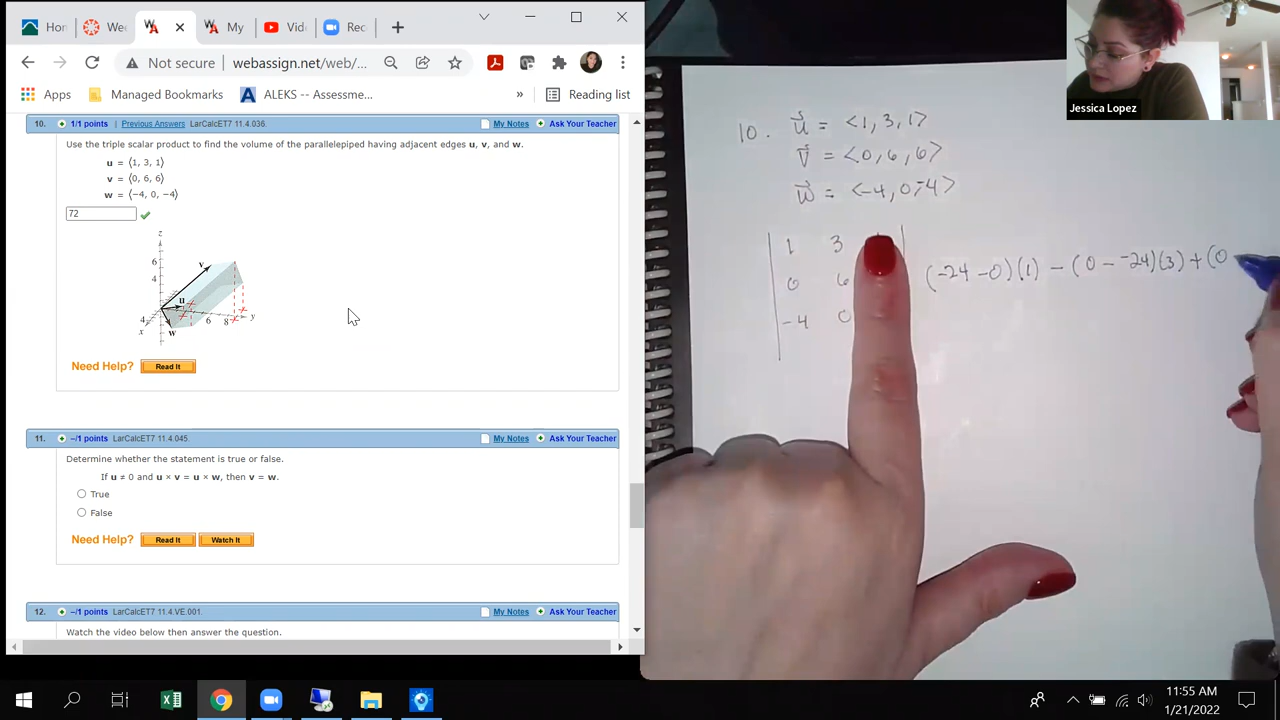 Hor
Wee
My
Vid
Rec
Not secure
webassign.net/web/...
Apps
Managed Bookmarks
ALEKS -- Assessme...
»
Reading list
10.
1/1 points | Previous Answers LarCalcET7 11.4.036.
My Notes
Ask Your Teacher
Use the triple scalar product to find the volume of the parallelepiped having adjacent edges u, v, and w.
u = ⟨1, 3, 1⟩
v = ⟨0, 6, 6⟩
w = ⟨−4, 0, −4⟩
72
z
6
v
4
u
4
6
8
y
x
w
Need Help?
Read It
11.
–/1 points LarCalcET7 11.4.045.
My Notes
Ask Your Teacher
Determine whether the statement is true or false.
If u ≠ 0 and u × v = u × w, then v = w.
True
False
Need Help?
Read It
Watch It
12.
–/1 points LarCalcET7 11.4.VE.001.
My Notes
Ask Your Teacher
Watch the video below then answer the question.
Jessica Lopez
10. u⃗ = <1, 3, 1>
v⃗ = <0, 6, 6>
w⃗ = <-4, 0, -4>
1 3
0 6
-4 0
(-24 - 0)(1) - (0 - -24)(3) + (0
11:55 AM
1/21/2022